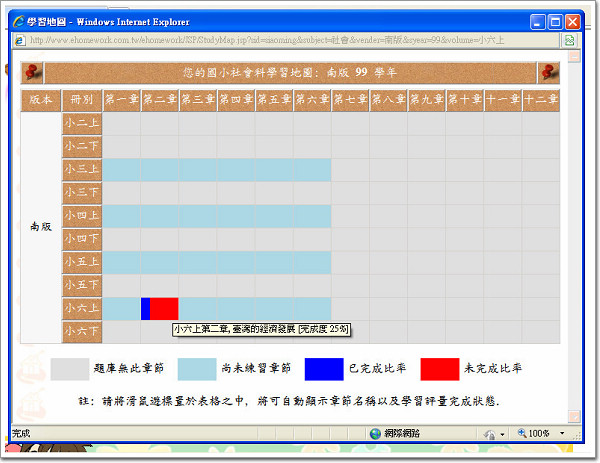 學習地圖 - Windows Internet Explorer
http://www.ehomework.com.tw/ehomework/JSP/StudyMap.jsp?uid=cisoming&subject=社會&vender=南版&syear=99&volume=小六上
您的國小社會科學習地圖: 南版 99 學年
版本 冊別 第一章 第二章 第三章 第四章 第五章 第六章 第七章 第八章 第九章 第十章 十一章 十二章
小二上
小二下
小三上
小三下
小四上
南版
小四下
小五上
小五下
小六上
小六上第二章, 臺灣的經濟發展 [完成度 25%]
小六下
題庫無此章節 尚未練習章節 已完成比率 未完成比率
註: 請將滑鼠遊標置於表格之中, 將可自動顯示章節名稱以及學習評量完成狀態.
完成 網際網路 100%